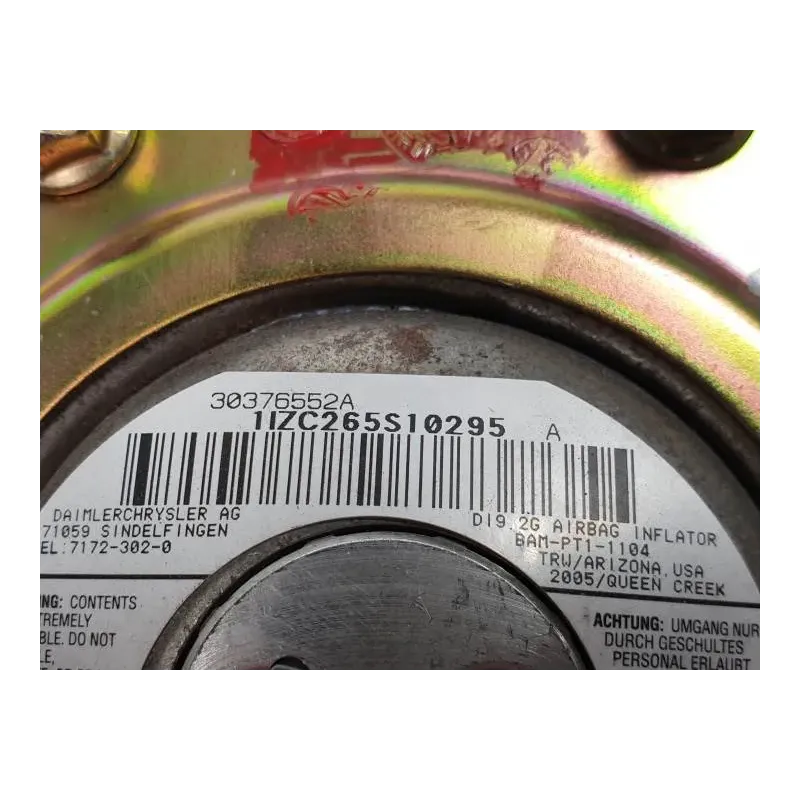 30376552A
1IZC265S10295 A
DAIMLERCHRYSLER AG
71059 SINDELFINGEN
EL:7172-302-0
DI9.2G AIRBAG INFLATOR
BAM-PT1-1104
TRW/ARIZONA,USA
2005/QUEEN CREEK
NG: CONTENTS
TREMELY
BLE. DO NOT
LE,
ACHTUNG: UMGANG NUR
DURCH GESCHULTES
PERSONAL ERLAUBT